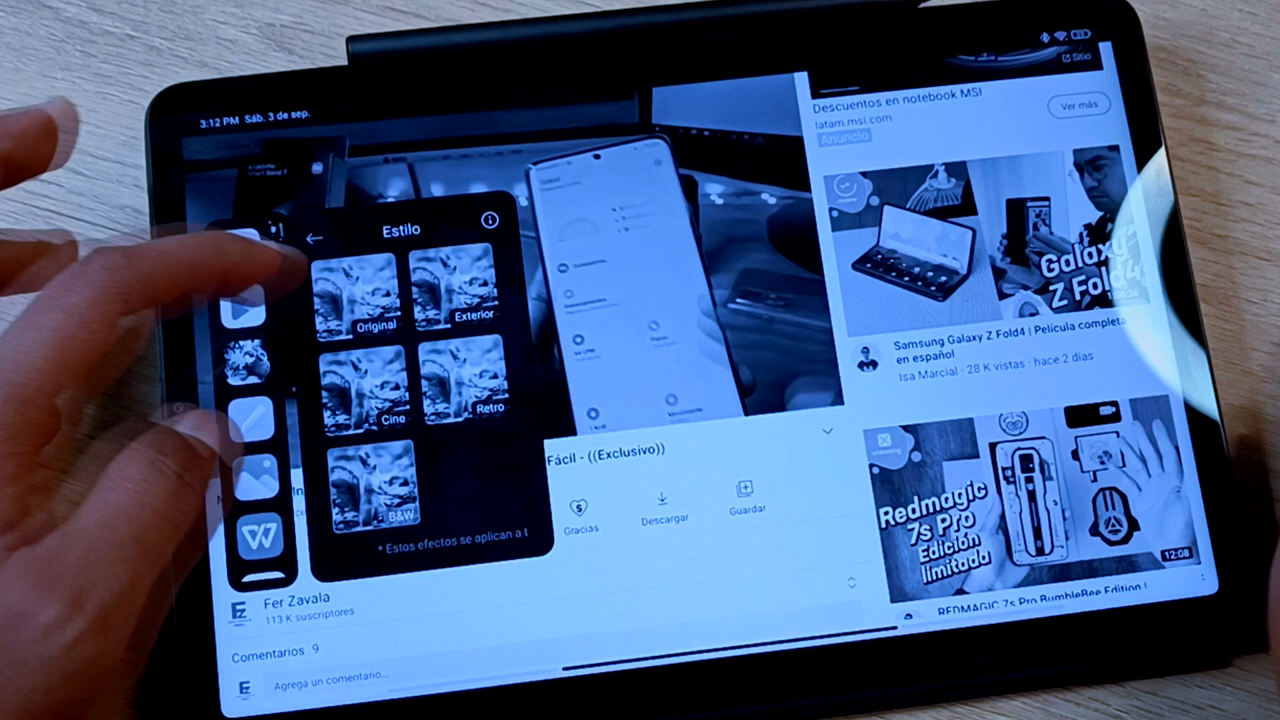 3:12 PM Sáb. 3 de sep.
Sitio
Descuentos en notebook MSI
latam.msi.com
Anuncio
Ver más
Estilo
Original
Exterior
Cine
Retro
B&W
* Estos efectos se aplican a t
Galaxy
Z Fold4
Samsung Galaxy Z Fold4 | Película completa
en español
Isa Marcial · 28 K vistas · hace 2 días
Fácil - ((Exclusivo))
Gracias
Descargar
Guardar
Redmagic
7s Pro
Edición
limitada
12:08
REDMAGIC 7s Pro BumbleBee Edition |
Fer Zavala
113 K suscriptores
Comentarios 9
Agrega un comentario...